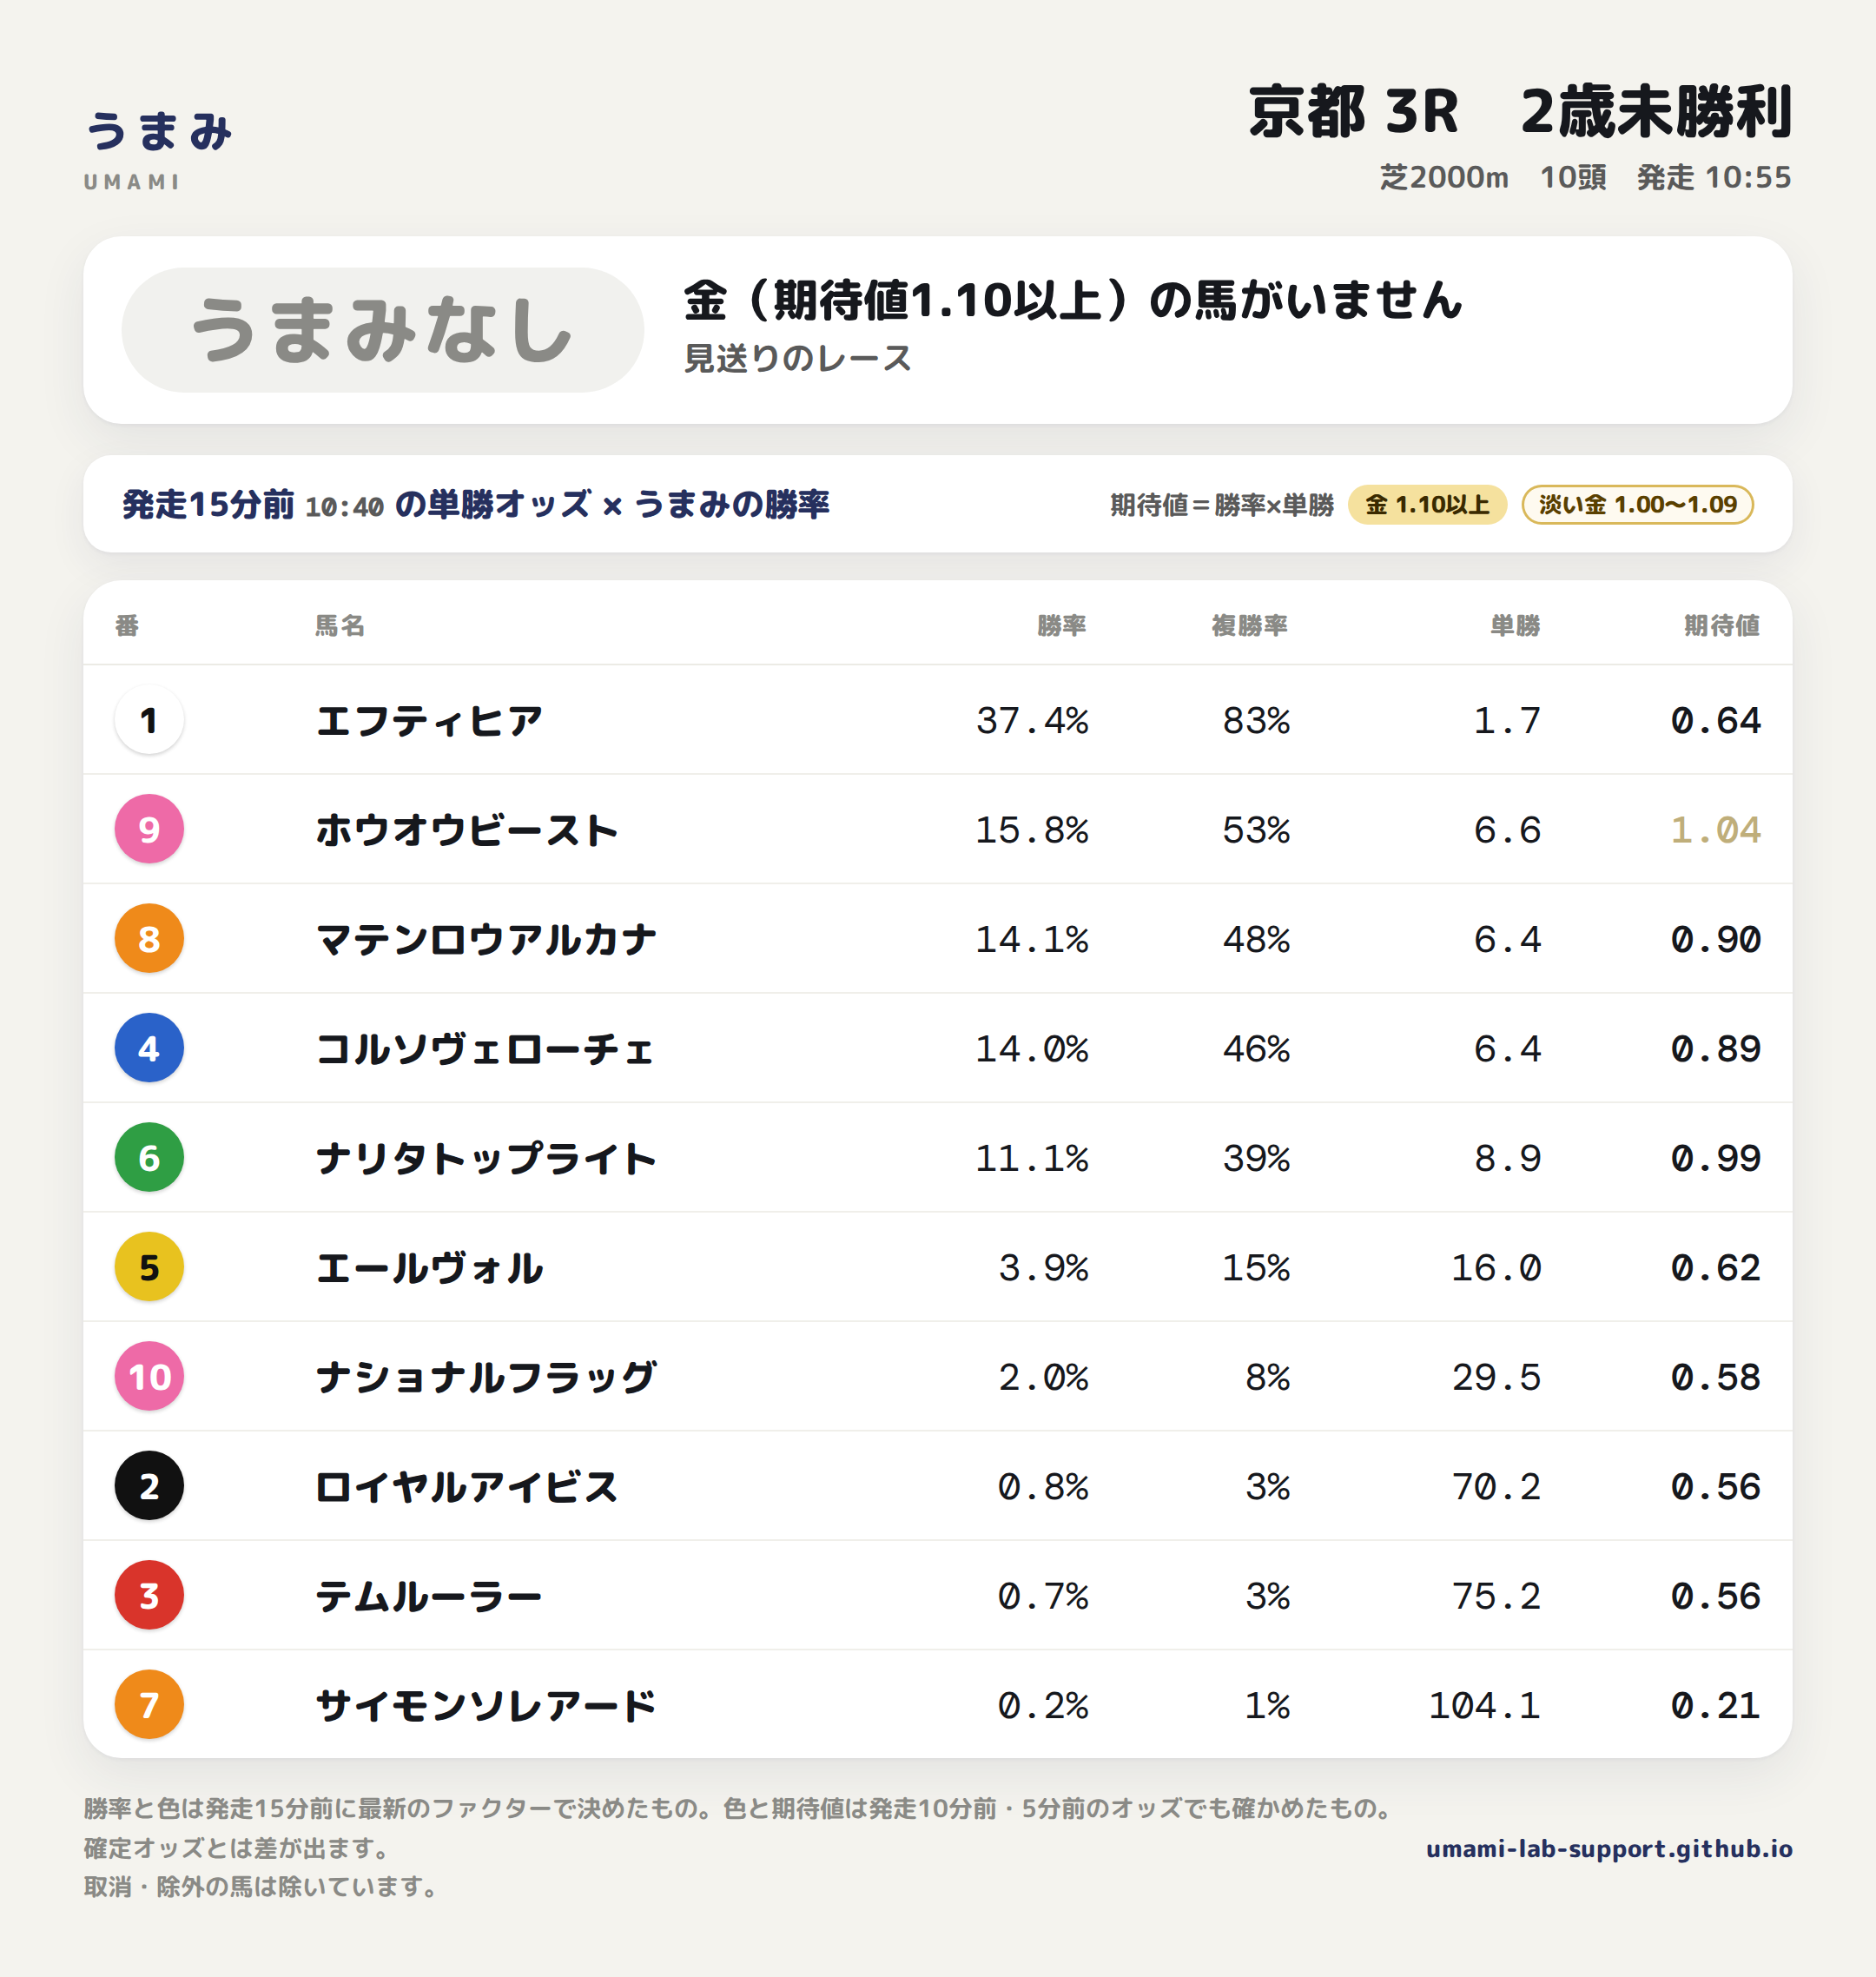 うまみ
UMAMI
京都 3R　2歳未勝利
芝2000m　10頭　発走 10:55
うまみなし
金（期待値1.10以上）の馬がいません
見送りのレース
発走15分前 10:40 の単勝オッズ × うまみの勝率
期待値＝勝率×単勝 金 1.10以上 淡い金 1.00〜1.09
番 馬名 勝率 複勝率 単勝 期待値
1 エフティヒア 37.4% 83% 1.7 0.64
9 ホウオウビースト 15.8% 53% 6.6 1.04
8 マテンロウアルカナ 14.1% 48% 6.4 0.90
4 コルソヴェローチェ 14.0% 46% 6.4 0.89
6 ナリタトップライト 11.1% 39% 8.9 0.99
5 エールヴォル 3.9% 15% 16.0 0.62
10 ナショナルフラッグ 2.0% 8% 29.5 0.58
2 ロイヤルアイビス 0.8% 3% 70.2 0.56
3 テムルーラー 0.7% 3% 75.2 0.56
7 サイモンソレアード 0.2% 1% 104.1 0.21
勝率と色は発走15分前に最新のファクターで決めたもの。色と期待値は発走10分前・5分前のオッズでも確かめたもの。
確定オッズとは差が出ます。
取消・除外の馬は除いています。
umami-lab-support.github.io